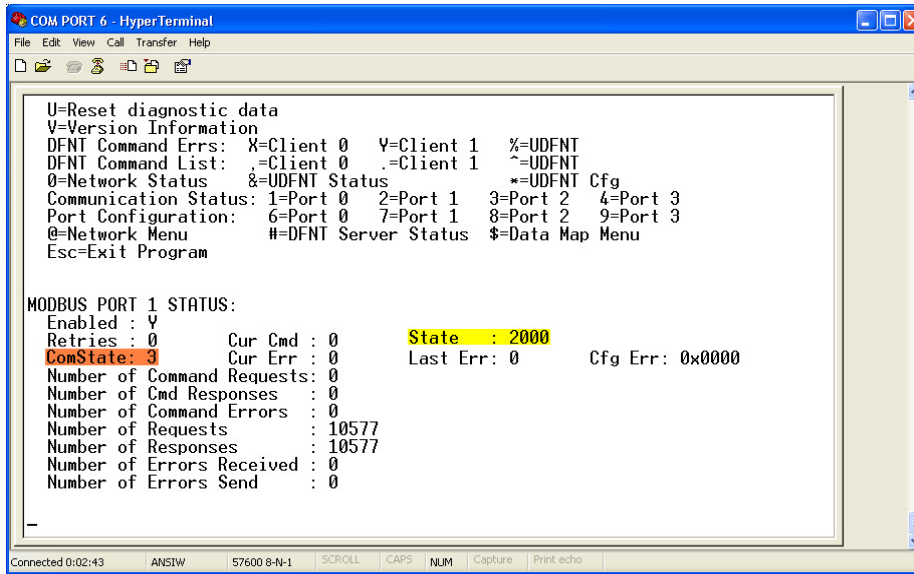 COM PORT 6 - HyperTerminal
File Edit View Call Transfer Help
U=Reset diagnostic data
V=Version Information
DFNT Command Errs: X=Client 0 Y=Client 1 %=UDFNT
DFNT Command List: ,=Client 0 .=Client 1 ^=UDFNT
0=Network Status &=UDFNT Status *=UDFNT Cfg
Communication Status: 1=Port 0 2=Port 1 3=Port 2 4=Port 3
Port Configuration: 6=Port 0 7=Port 1 8=Port 2 9=Port 3
@=Network Menu #=DFNT Server Status $=Data Map Menu
Esc=Exit Program
MODBUS PORT 1 STATUS:
Enabled : Y
Retries : 0 Cur Cmd : 0 State : 2000
ComState: 3 Cur Err : 0 Last Err: 0 Cfg Err: 0x0000
Number of Command Requests: 0
Number of Cmd Responses : 0
Number of Command Errors : 0
Number of Requests : 10577
Number of Responses : 10577
Number of Errors Received : 0
Number of Errors Send : 0
_
Connected 0:02:43 ANSIW 57600 8-N-1 SCROLL CAPS NUM Capture Print echo